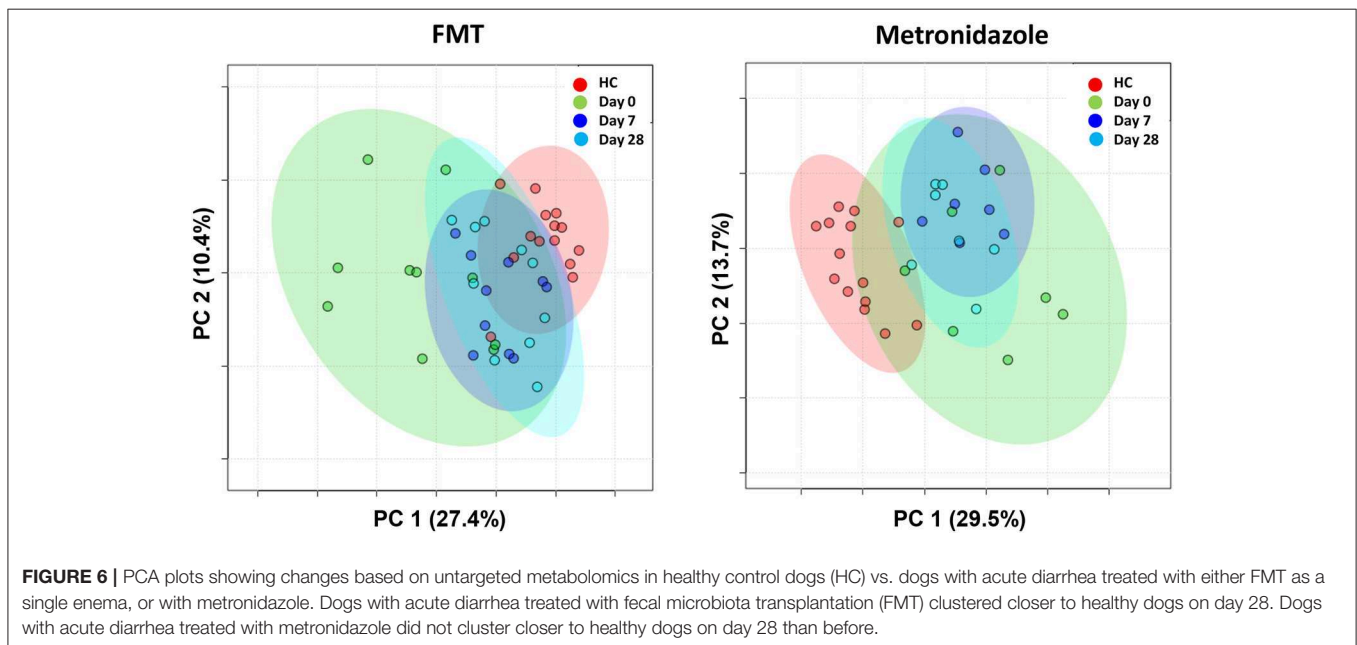 FMT
HC
Day 0
Day 7
Day 28
PC 2 (10.4%)
PC 1 (27.4%)
Metronidazole
HC
Day 0
Day 7
Day 28
PC 2 (13.7%)
PC 1 (29.5%)
FIGURE 6 | PCA plots showing changes based on untargeted metabolomics in healthy control dogs (HC) vs. dogs with acute diarrhea treated with either FMT as a
single enema, or with metronidazole. Dogs with acute diarrhea treated with fecal microbiota transplantation (FMT) clustered closer to healthy dogs on day 28. Dogs
with acute diarrhea treated with metronidazole did not cluster closer to healthy dogs on day 28 than before.